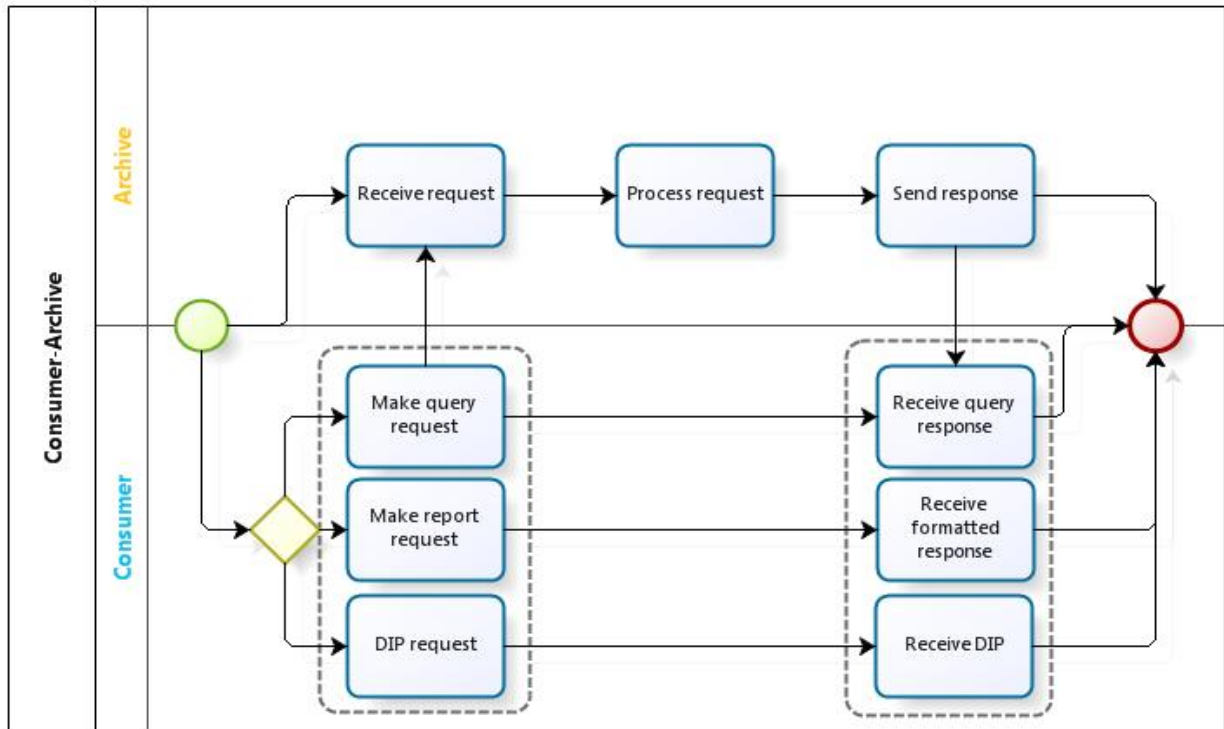 Consumer-Archive
Archive
Receive request
Process request
Send response
Consumer
Make query
request
Receive query
response
Make report
request
Receive
formatted
response
DIP request
Receive DIP